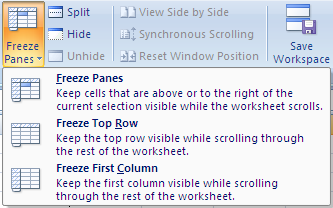 Split
View Side by Side
Hide
Synchronous Scrolling
Freeze Panes
Unhide
Reset Window Position
Save Workspace
Freeze Panes
Keep cells that are above or to the right of the
current selection visible while the worksheet scrolls.
Freeze Top Row
Keep the top row visible while scrolling through
the rest of the worksheet.
Freeze First Column
Keep the first column visible while scrolling
through the rest of the worksheet.